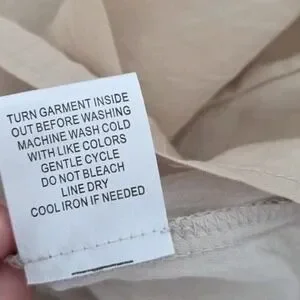 TURN GARMENT INSIDE
OUT BEFORE WASHING
MACHINE WASH COLD
WITH LIKE COLORS
GENTLE CYCLE
DO NOT BLEACH
LINE DRY
COOL IRON IF NEEDED